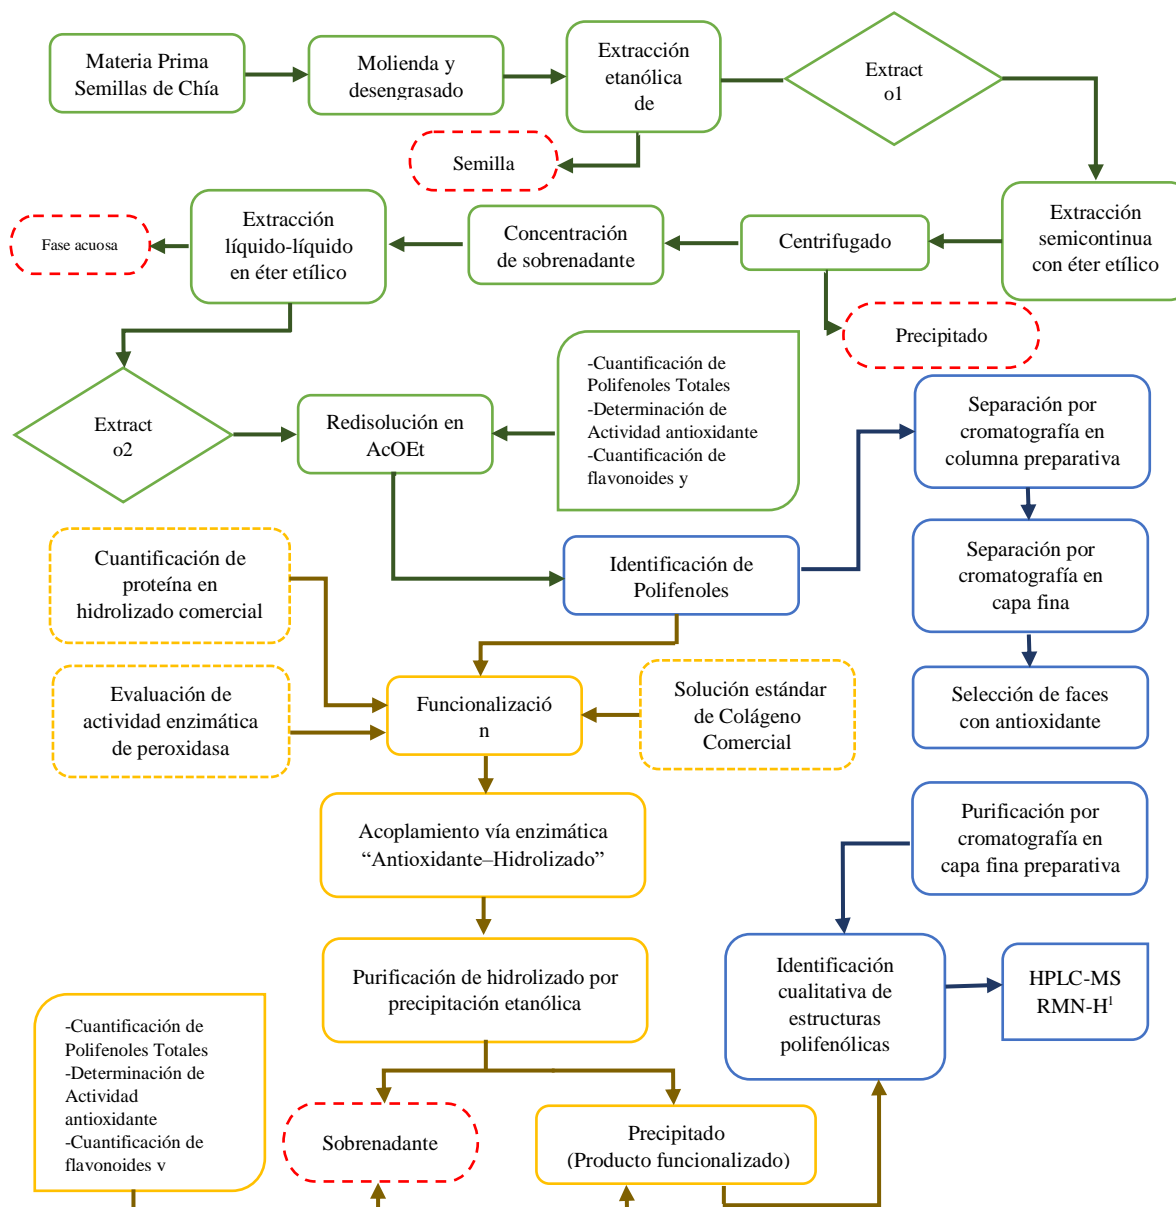 Materia Prima
Semillas de Chía
Molienda y
desengrasado
Extracción
etanólica
de
Extract
o1
Semilla
Extracción
semicontinua
con éter etílico
Centrifugado
Concentración
de sobrenadante
Extracción
líquido-líquido
en éter etílico
Fase acuosa
Precipitado
Extract
o2
Redisolución en
AcOEt
-Cuantificación de
Polifenoles Totales
-Determinación de
Actividad antioxidante
-Cuantificación de
flavonoides y
Separación por
cromatografía en
columna preparativa
Identificación de
Polifenoles
Separación por
cromatografía en
capa fina
Selección de faces
con antioxidante
Cuantificación de
proteína en
hidrolizado comercial
Evaluación de
actividad enzimática
de peroxidasa
Funcionalizació
n
Solución estándar
de Colágeno
Comercial
Acoplamiento vía enzimática
“Antioxidante–Hidrolizado”
Purificación por
cromatografía en
capa fina preparativa
Purificación de hidrolizado por
precipitación etanólica
Identificación
cualitativa de
estructuras
polifenólicas
HPLC-MS
RMN-H¹
-Cuantificación de
Polifenoles Totales
-Determinación de
Actividad
antioxidante
-Cuantificación de
flavonoides y
Sobrenadante
Precipitado
(Producto funcionalizado)